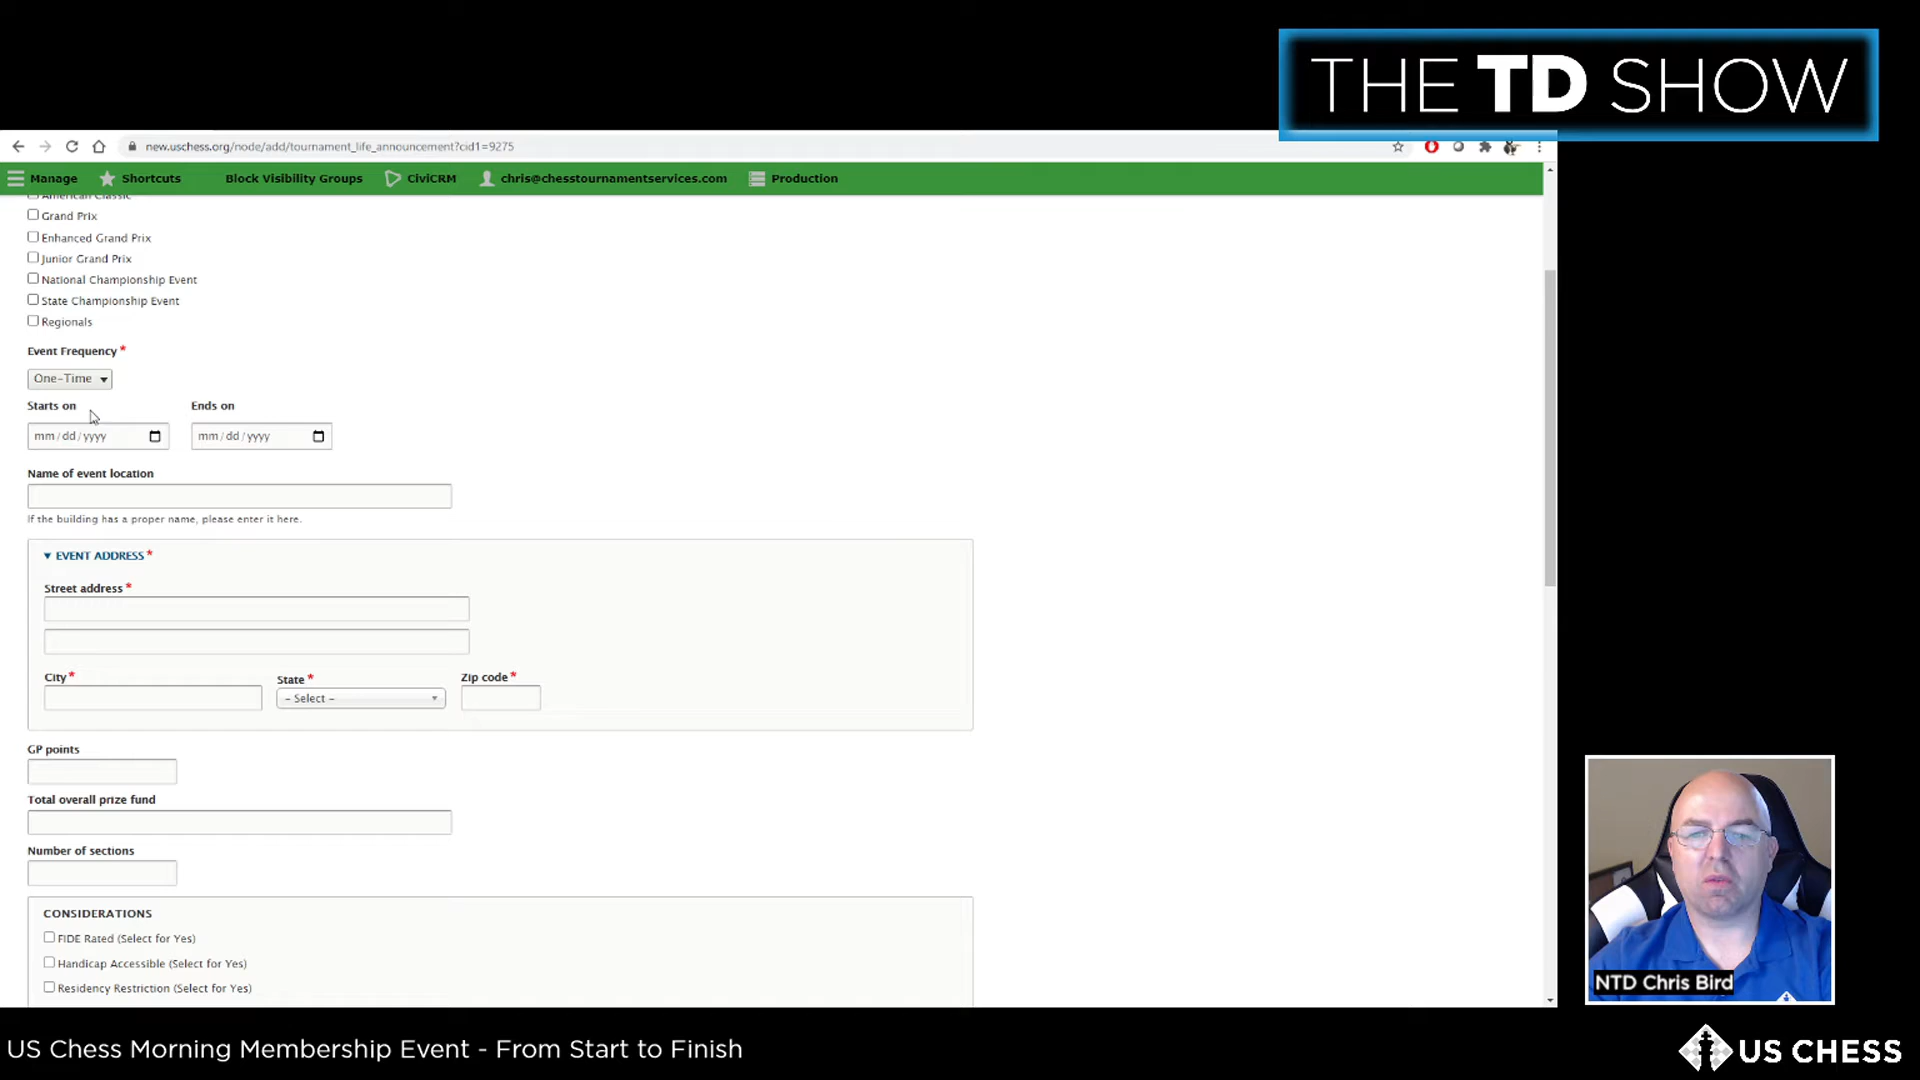 THE TD SHOW
new.uschess.org/node/add/tournament_life_announcement?cid1=9275
Manage Shortcuts Block Visibility Groups CiviCRM chris@chesstournamentservices.com Production
American Classic
Grand Prix
Enhanced Grand Prix
Junior Grand Prix
National Championship Event
State Championship Event
Regionals
Event Frequency *
One-Time
Starts on Ends on
mm/dd/yyyy mm/dd/yyyy
Name of event location
If the building has a proper name, please enter it here.
EVENT ADDRESS *
Street address *
City * State * Zip code *
- Select -
GP points
Total overall prize fund
Number of sections
CONSIDERATIONS
FIDE Rated (Select for Yes)
Handicap Accessible (Select for Yes)
Residency Restriction (Select for Yes)
NTD Chris Bird
US Chess Morning Membership Event - From Start to Finish
US CHESS